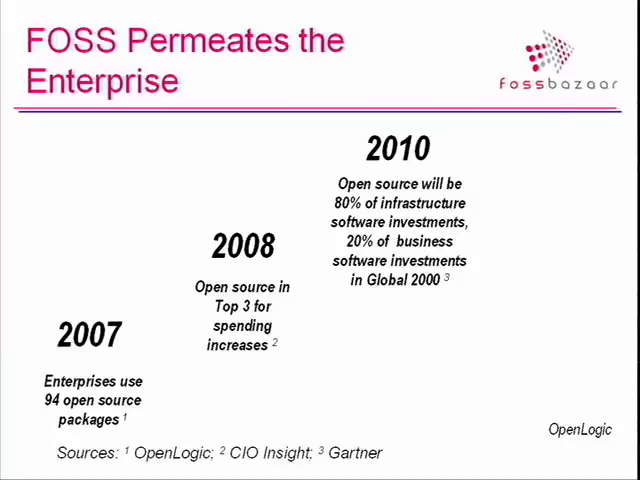 FOSS Permeates the
Enterprise
fossbazaar
2010
Open source will be
80% of infrastructure
software investments,
20% of business
software investments
in Global 2000 3
2008
Open source in
Top 3 for
spending
increases 2
2007
Enterprises use
94 open source
packages 1
OpenLogic
Sources: 1 OpenLogic; 2 CIO Insight; 3 Gartner